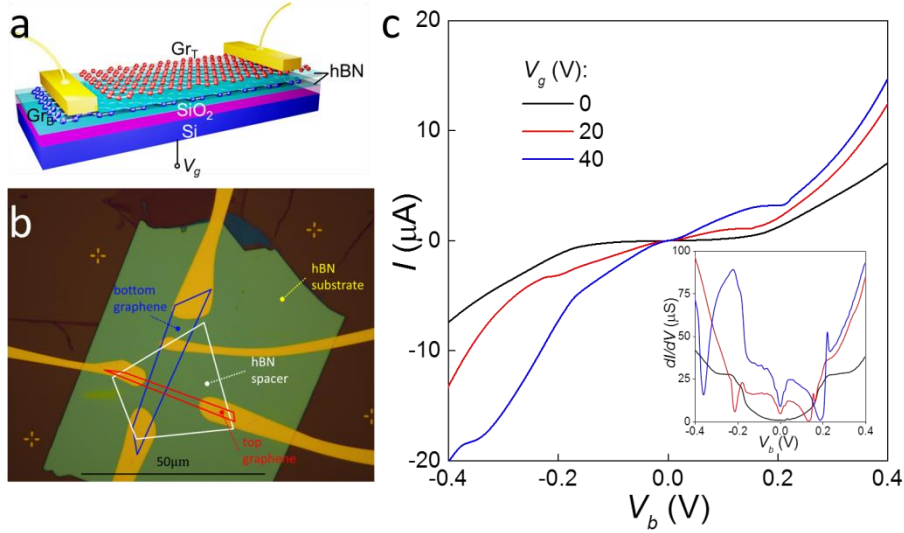 a
Gr_T
hBN
Gr_B
SiO₂
Si
V_g
b
hBN
substrate
bottom
graphene
hBN
spacer
top
graphene
50μm
c
V_g (V):
0
20
40
20
10
0
-10
-20
I (μA)
-0.4
-0.2
0.0
0.2
0.4
V_b (V)
100
75
50
25
0
dI/dV (μS)
-0.4
-0.2
0.0
0.2
0.4
V_b (V)